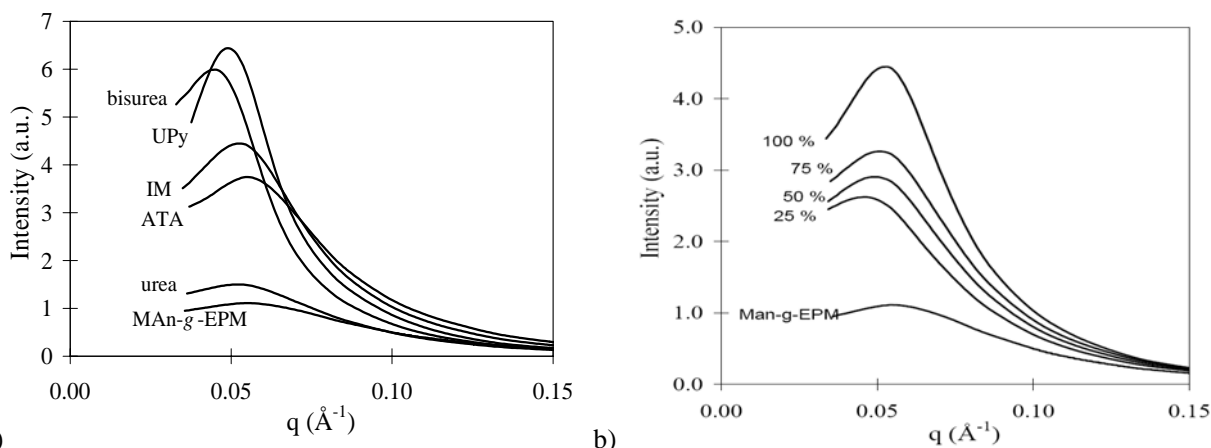 7
6
5
4
3
2
1
0
Intensity (a.u.)
bisurea
UPy
IM
ATA
urea
MAn-g-EPM
0.00 0.05 0.10 0.15
q (Å-1)
)
5.0
4.0
3.0
2.0
1.0
0.0
Intensity (a.u.)
100 %
75 %
50 %
25 %
Man-g-EPM
0.00 0.05 0.10 0.15
q (Å-1)
b)